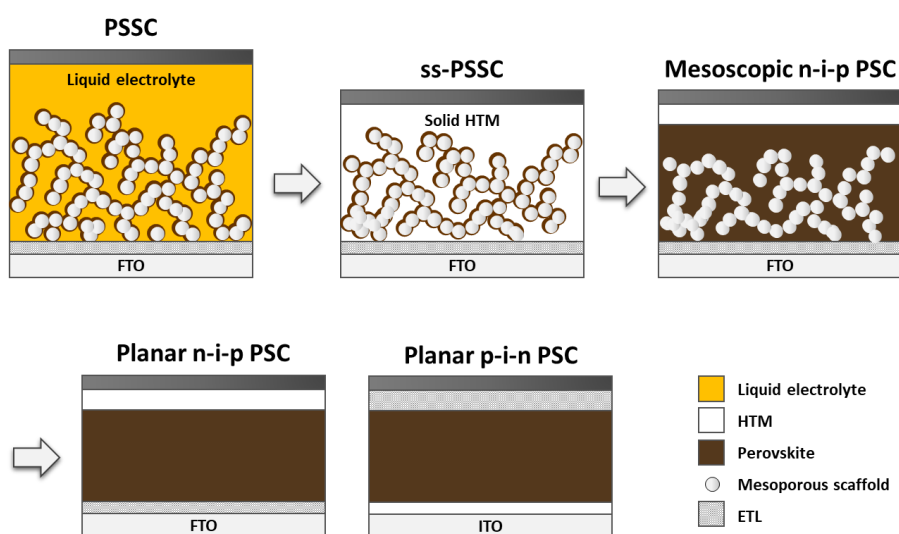 PSSC
Liquid electrolyte
FTO
ss-PSSC
Solid HTM
FTO
Mesoscopic n-i-p PSC
FTO
Planar n-i-p PSC
FTO
Planar p-i-n PSC
ITO
Liquid electrolyte
HTM
Perovskite
Mesoporous scaffold
ETL